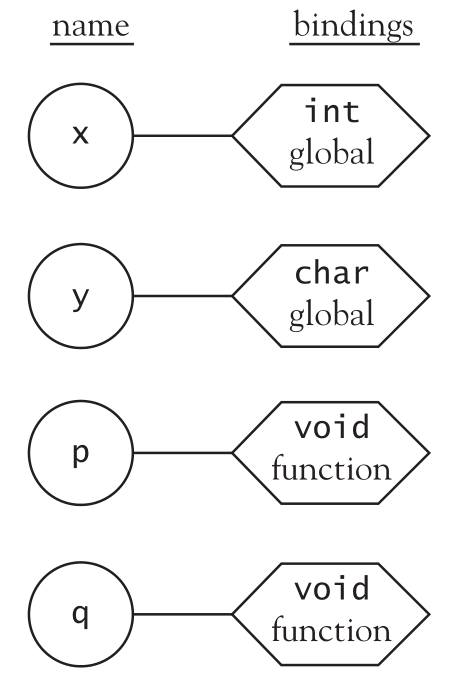 name bindings
x int
global
y char
global
p void
function
q void
function